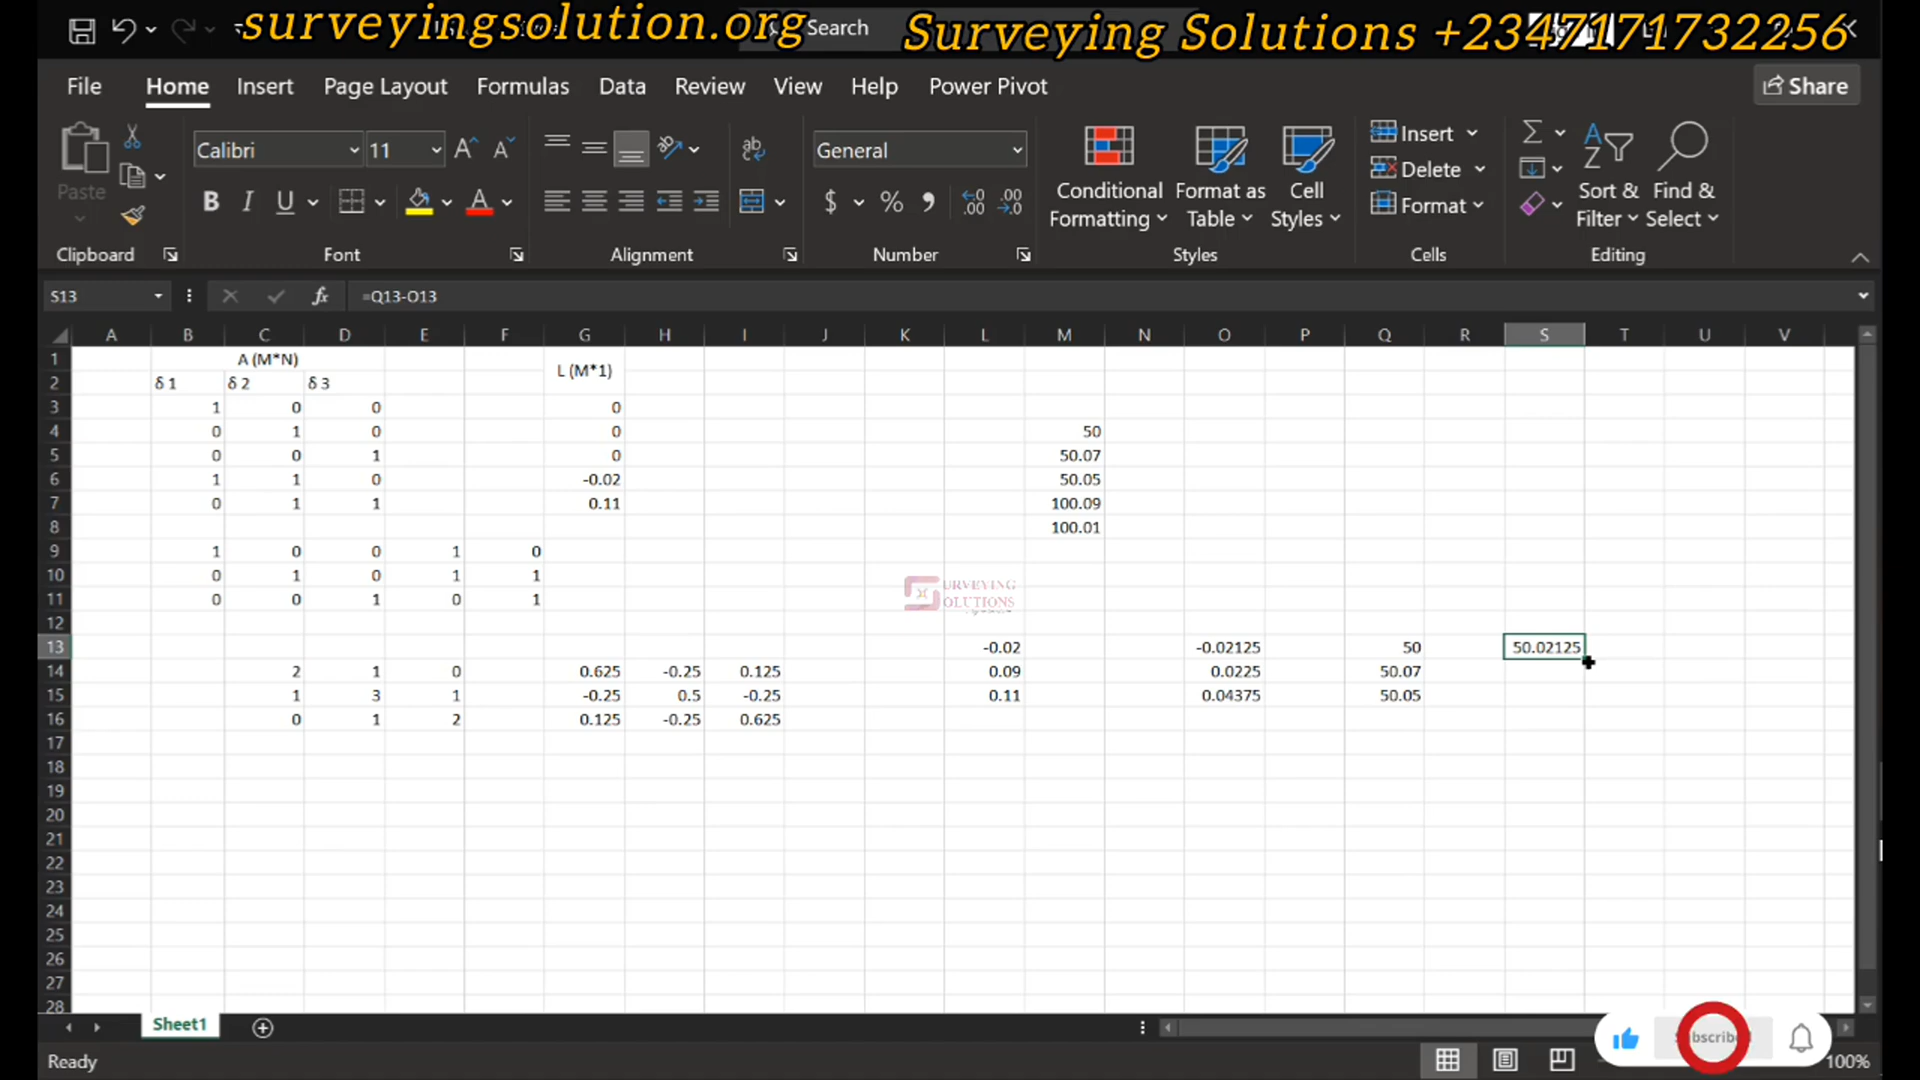 surveyingsolution.org
Search
Surveying Solutions +2347171732256
File Home Insert Page Layout Formulas Data Review View Help Power Pivot Share
Paste
Calibri 11
B I U
General
Conditional Formatting
Format as Table
Cell Styles
Insert
Delete
Format
Sort & Filter
Find & Select
Clipboard Font Alignment Number Styles Cells Editing
S13 fx =Q13-O13
A B C D E F G H I J K L M N O P Q R S T U V
1 A (M*N)
L (M*1)
2 δ 1 δ 2 δ 3
3 1 0 0 0
4 0 1 0 0 50
5 0 0 1 0 50.07
6 1 1 0 -0.02 50.05
7 0 1 1 0.11 100.09
8 100.01
9 1 0 0 1 0
10 0 1 0 1 1
11 0 0 1 0 1
URVEYING
OLUTIONS
12
13 -0.02 -0.02125 50 50.02125
14 2 1 0 0.625 -0.25 0.125 0.09 0.0225 50.07
15 1 3 1 -0.25 0.5 -0.25 0.11 0.04375 50.05
16 0 1 2 0.125 -0.25 0.625
17
18
19
20
21
22
23
24
25
26
27
28
Sheet1
Ready
100%